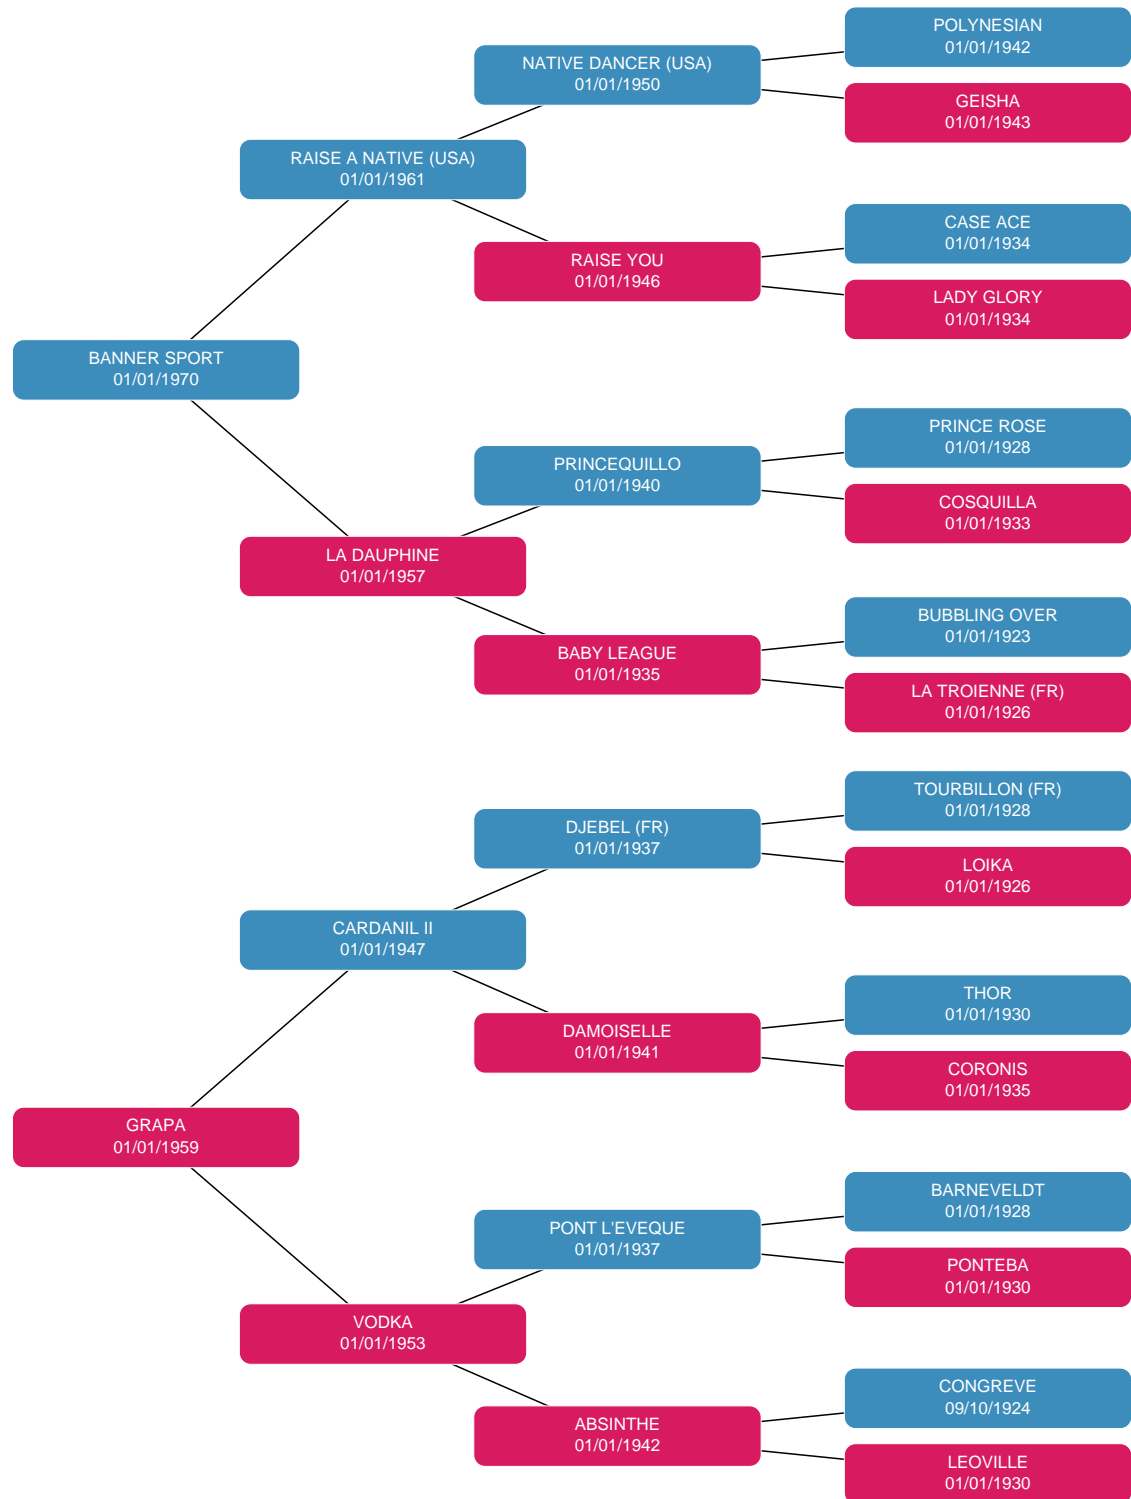 POLYNESIAN
01/01/1942
NATIVE DANCER (USA)
01/01/1950
GEISHA
01/01/1943
RAISE A NATIVE (USA)
01/01/1961
CASE ACE
01/01/1934
RAISE YOU
01/01/1946
LADY GLORY
01/01/1934
BANNER SPORT
01/01/1970
PRINCE ROSE
01/01/1928
PRINCEQUILLO
01/01/1940
COSQUILLA
01/01/1933
LA DAUPHINE
01/01/1957
BUBBLING OVER
01/01/1923
BABY LEAGUE
01/01/1935
LA TROIENNE (FR)
01/01/1926
TOURBILLON (FR)
01/01/1928
DJEBEL (FR)
01/01/1937
LOIKA
01/01/1926
CARDANIL II
01/01/1947
THOR
01/01/1930
DAMOISELLE
01/01/1941
CORONIS
01/01/1935
GRAPA
01/01/1959
BARNEVELDT
01/01/1928
PONT L'EVEQUE
01/01/1937
PONTEBA
01/01/1930
VODKA
01/01/1953
CONGREVE
09/10/1924
ABSINTHE
01/01/1942
LEOVILLE
01/01/1930